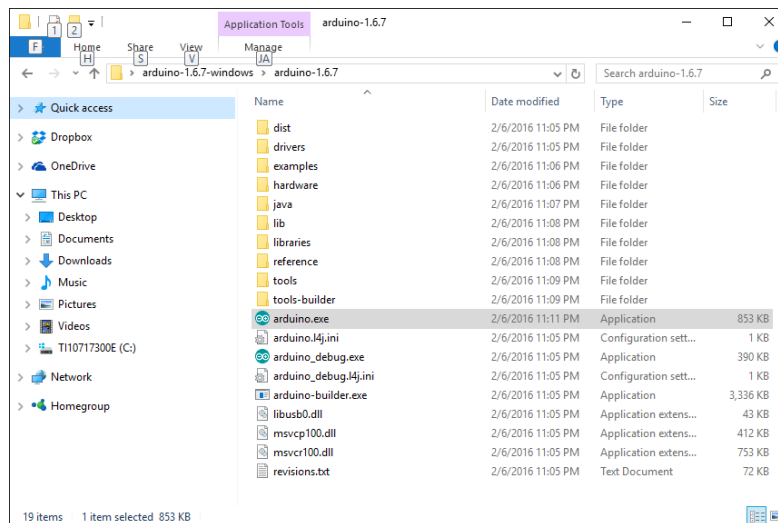 1 2 Application Tools arduino-1.6.7
F Home Share View Manage
H S V JA
arduino-1.6.7-windows arduino-1.6.7 Search arduino-1.6.7
Name Date modified Type Size
Quick access
Dropbox
OneDrive
This PC
Desktop
Documents
Downloads
Music
Pictures
Videos
TI10717300E (C:)
Network
Homegroup
dist 2/6/2016 11:05 PM File folder
drivers 2/6/2016 11:05 PM File folder
examples 2/6/2016 11:06 PM File folder
hardware 2/6/2016 11:06 PM File folder
java 2/6/2016 11:07 PM File folder
lib 2/6/2016 11:08 PM File folder
libraries 2/6/2016 11:08 PM File folder
reference 2/6/2016 11:08 PM File folder
tools 2/6/2016 11:09 PM File folder
tools-builder 2/6/2016 11:09 PM File folder
arduino.exe 2/6/2016 11:11 PM Application 853 KB
arduino.l4j.ini 2/6/2016 11:05 PM Configuration sett... 1 KB
arduino_debug.exe 2/6/2016 11:05 PM Application 390 KB
arduino_debug.l4j.ini 2/6/2016 11:05 PM Configuration sett... 1 KB
arduino-builder.exe 2/6/2016 11:05 PM Application 3,336 KB
libusb0.dll 2/6/2016 11:05 PM Application extens... 43 KB
msvcp100.dll 2/6/2016 11:05 PM Application extens... 412 KB
msvcr100.dll 2/6/2016 11:05 PM Application extens... 753 KB
revisions.txt 2/6/2016 11:05 PM Text Document 72 KB
19 items 1 item selected 853 KB